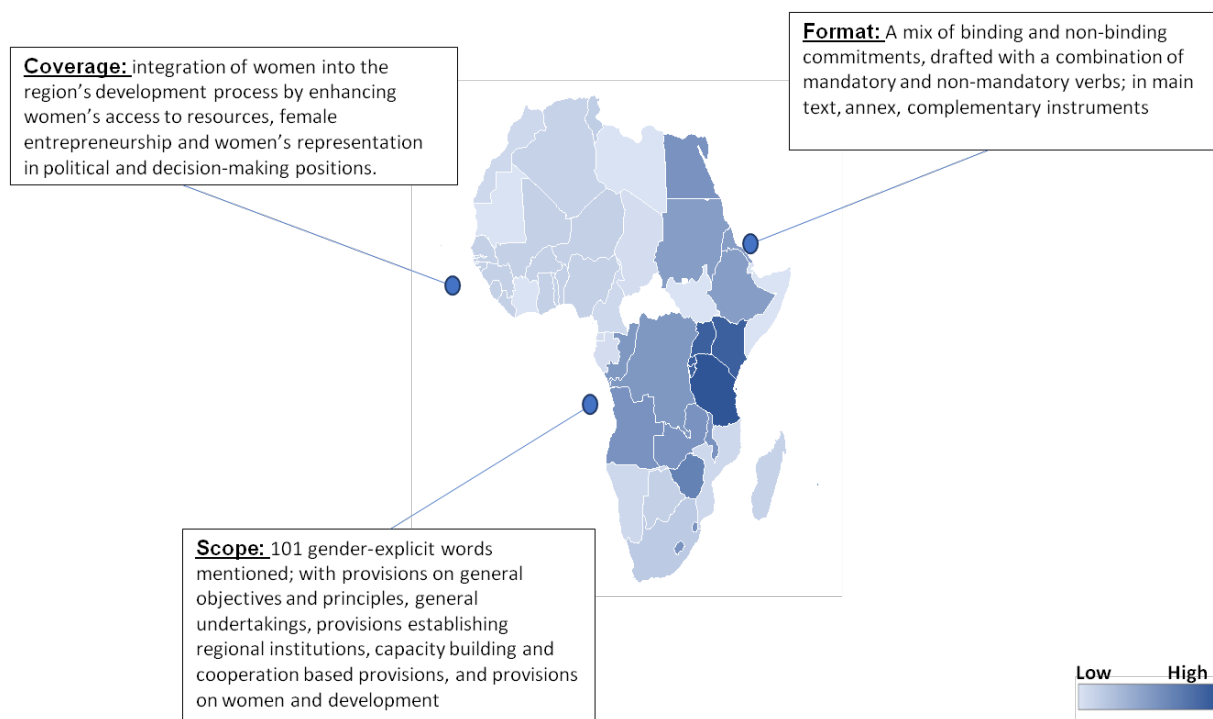 Format: A mix of binding and non-binding
commitments, drafted with a combination of
mandatory and non-mandatory verbs; in main
text, annex, complementary instruments
Coverage: integration of women into the
region's development process by enhancing
women's access to resources, female
entrepreneurship and women's representation
in political and decision-making positions.
Scope: 101 gender-explicit words
mentioned; with provisions on general
objectives and principles, general
undertakings, provisions establishing
regional institutions, capacity building and
cooperation based provisions, and provisions
on women and development
Low High